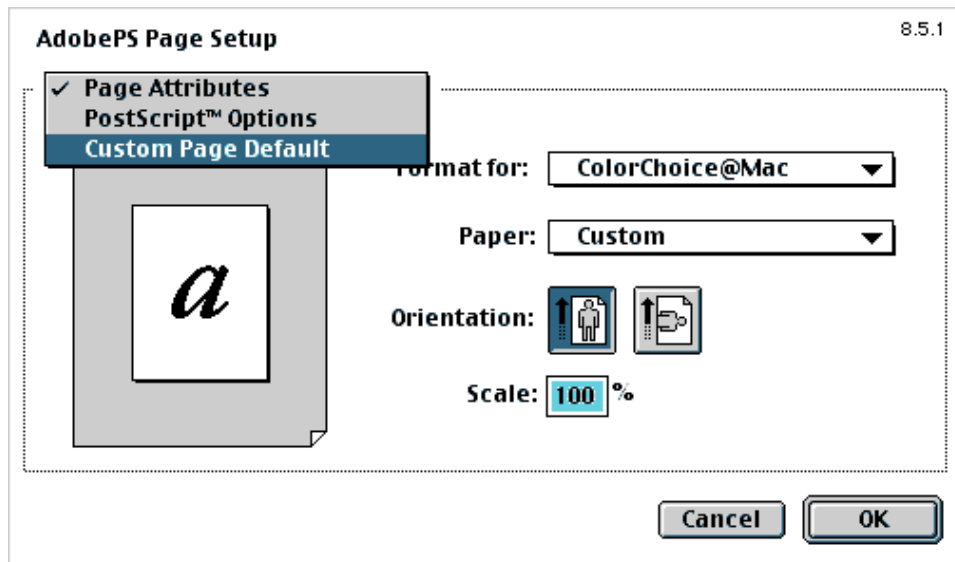 AdobePS Page Setup
8.5.1
✓ Page Attributes
PostScript™ Options
Custom Page Default
Format for: ColorChoice@Mac
Paper: Custom
a
Orientation:
Scale: 100 %
Cancel
OK